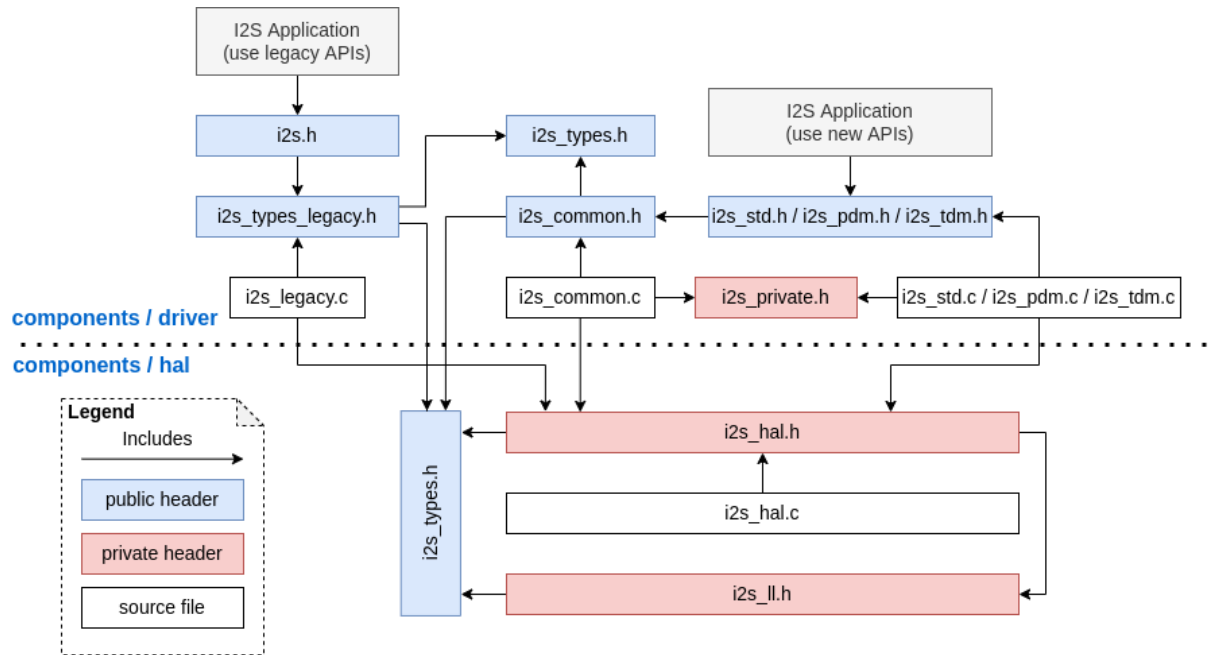 I2S Application
(use legacy APIs)
I2S Application
(use new APIs)
i2s.h
i2s_types.h
i2s_types_legacy.h
i2s_common.h
i2s_std.h / i2s_pdm.h / i2s_tdm.h
i2s_legacy.c
i2s_common.c
i2s_private.h
i2s_std.c / i2s_pdm.c / i2s_tdm.c
components / driver
components / hal
Legend
Includes
public header
private header
source file
i2s_types.h
i2s_hal.h
i2s_hal.c
i2s_ll.h